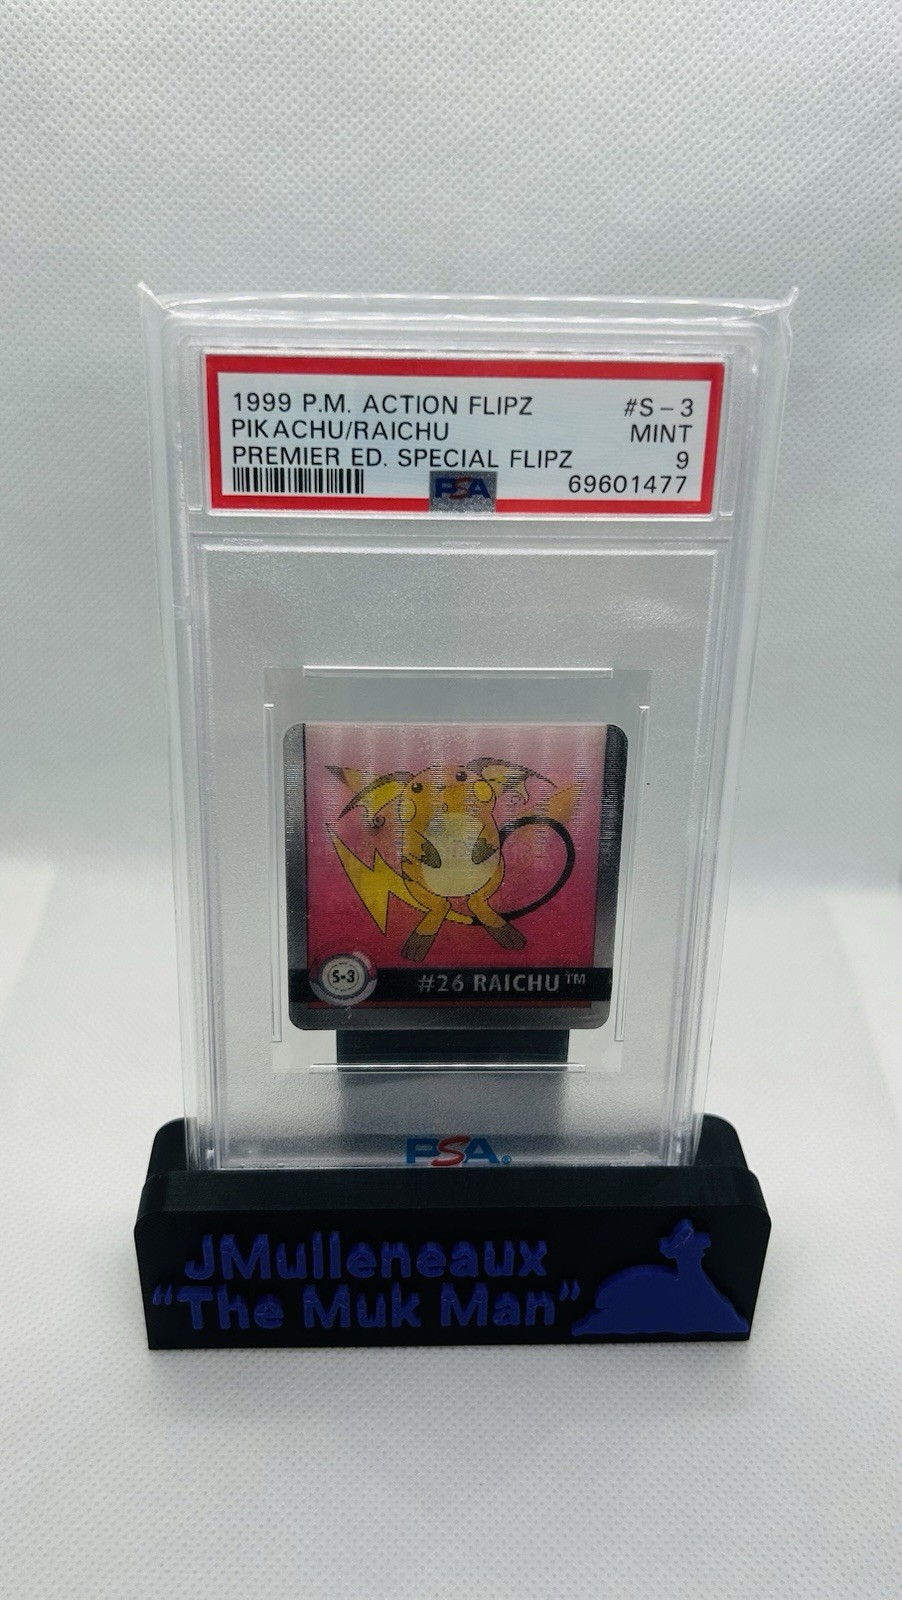 1999 P.M. ACTION FLIPZ #S-3
PIKACHU/RAICHU MINT
PREMIER ED. SPECIAL FLIPZ 9
PSA 69601477
S-3 #26 RAICHU™
PSA®
JMulleneaux
"The Muk Man"